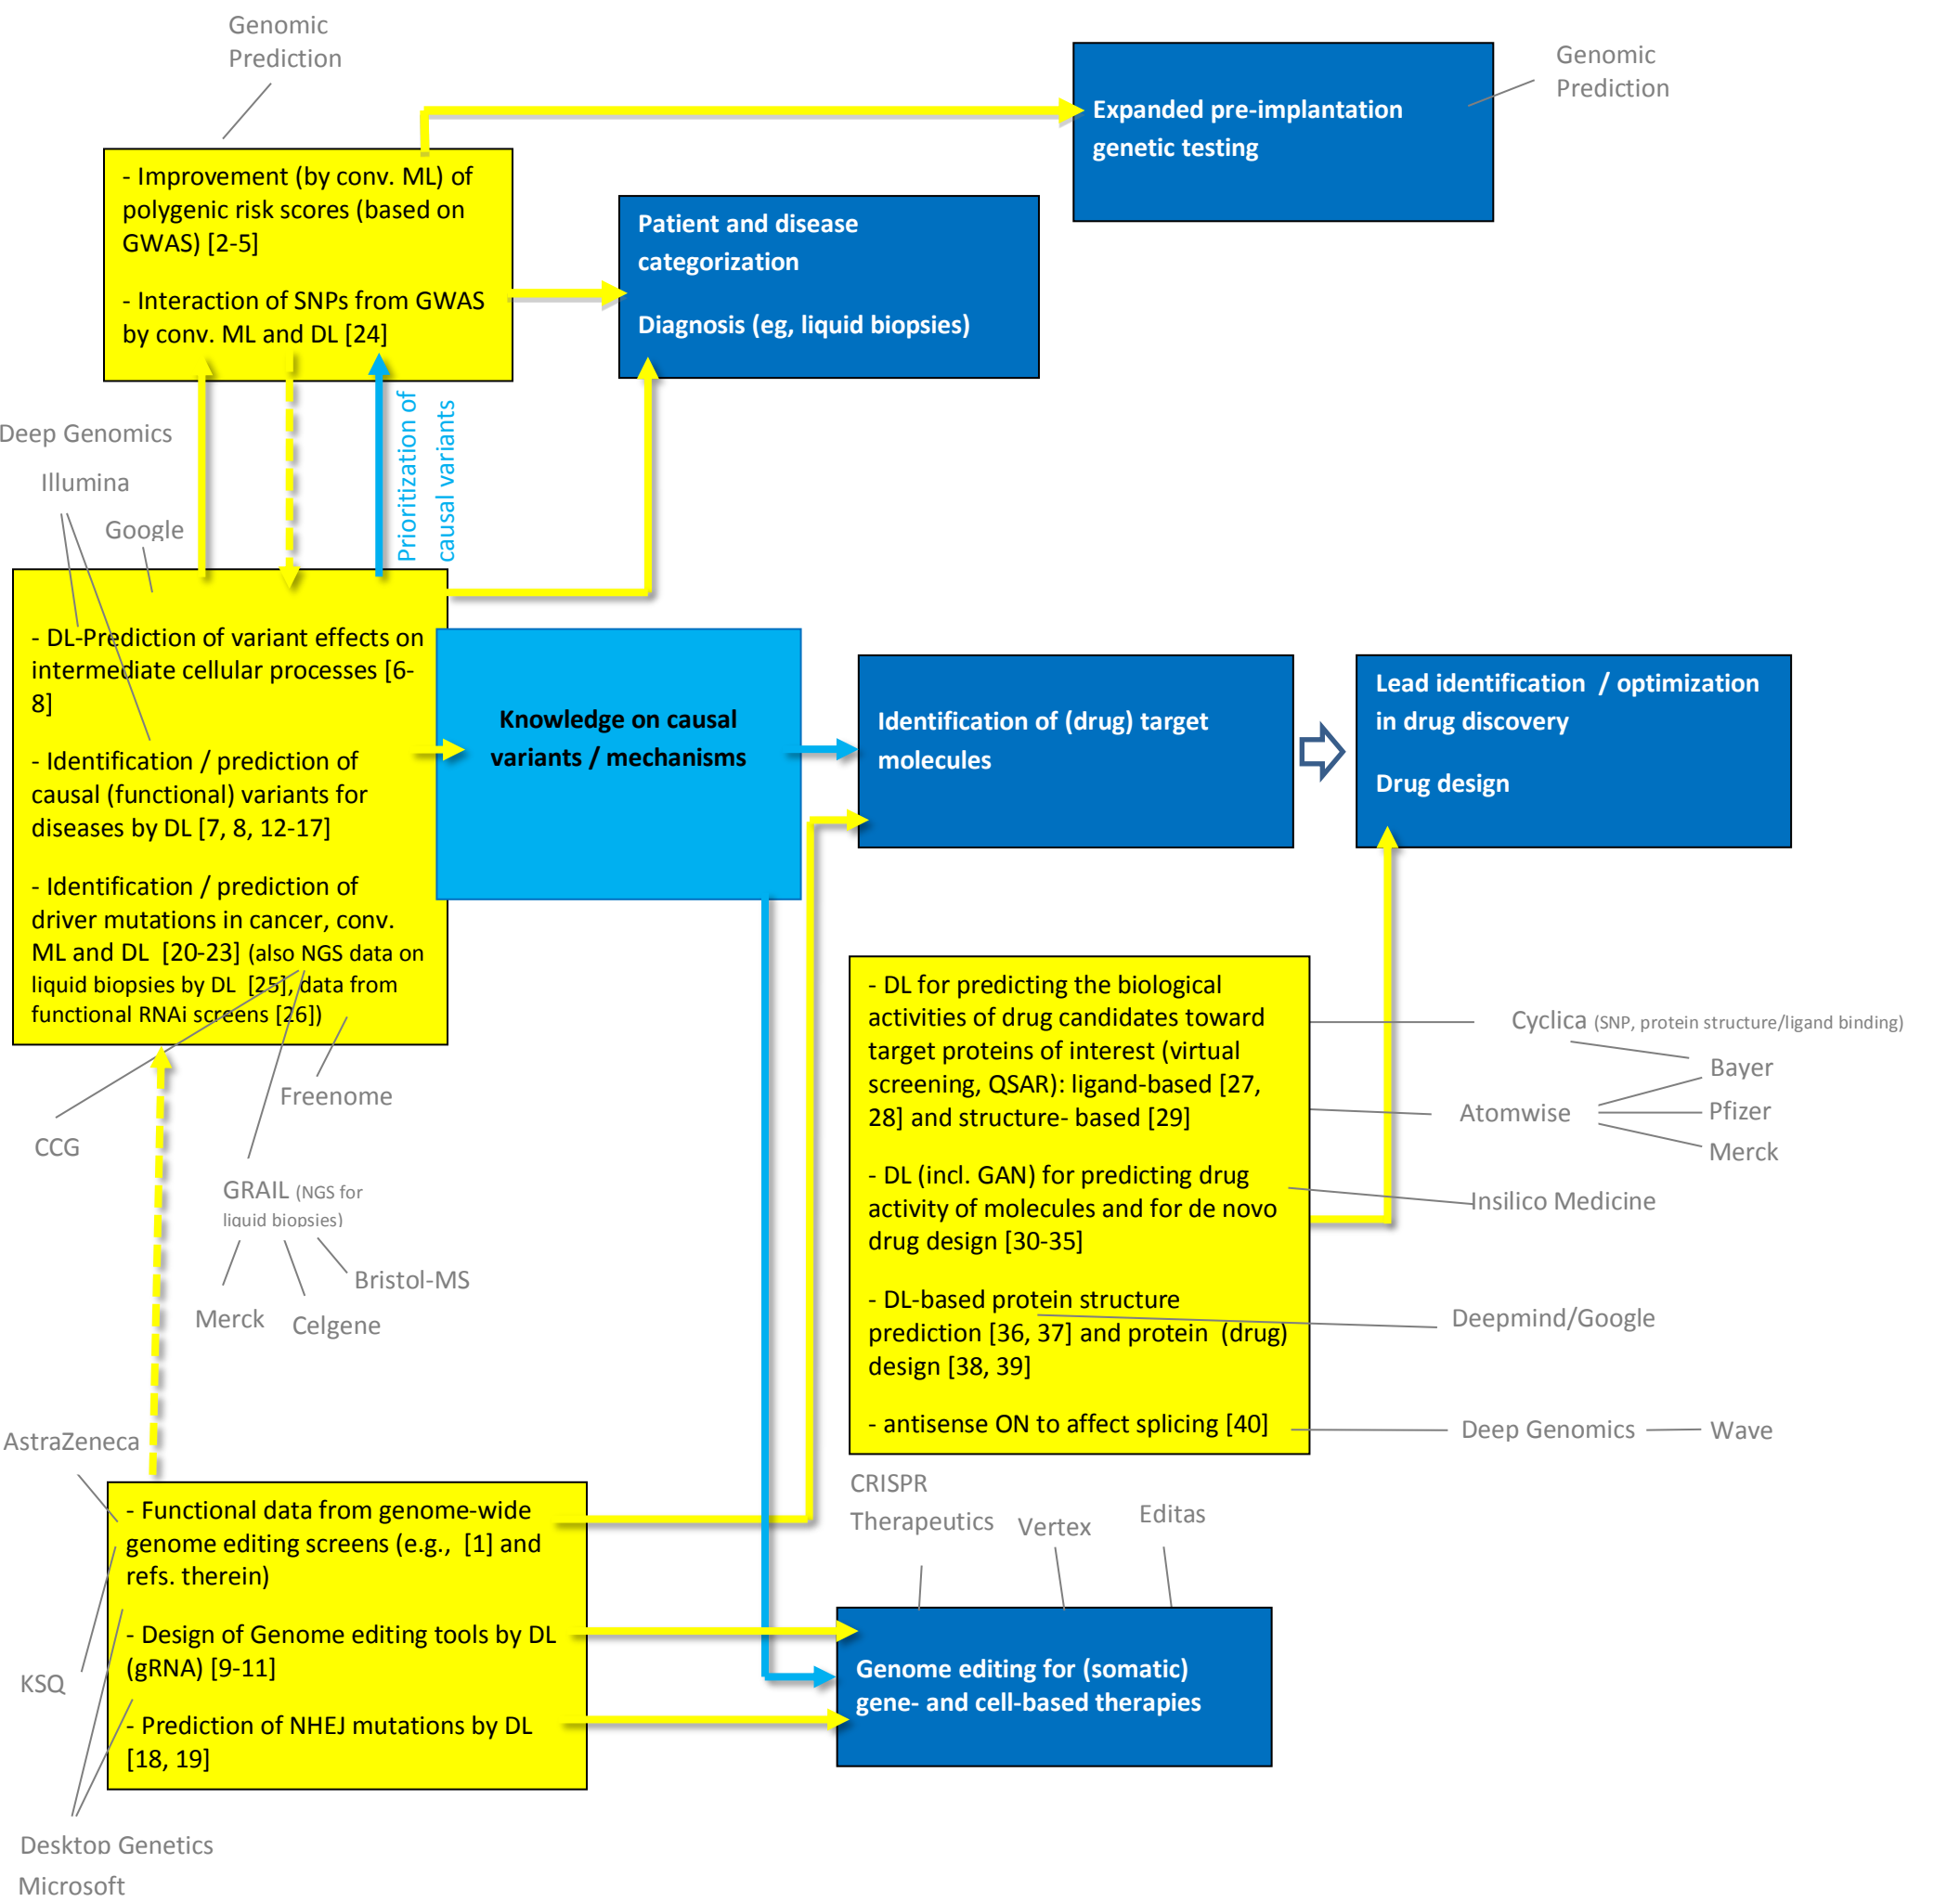 Genomic
Prediction
Genomic
Prediction
Expanded pre-implantation
genetic testing
- Improvement (by conv. ML) of
polygenic risk scores (based on
GWAS) [2-5]
- Interaction of SNPs from GWAS
by conv. ML and DL [24]
Patient and disease
categorization
Diagnosis (eg, liquid biopsies)
Prioritization of
causal variants
Deep Genomics
Illumina
Google
- DL-Prediction of variant effects on
intermediate cellular processes [6-
8]
- Identification / prediction of
causal (functional) variants for
diseases by DL [7, 8, 12-17]
- Identification / prediction of
driver mutations in cancer, conv.
ML and DL  [20-23] (also NGS data on
liquid biopsies by DL  [25], data from
functional RNAi screens [26])
Knowledge on causal
variants / mechanisms
Identification of (drug) target
molecules
Lead identification  / optimization
in drug discovery
Drug design
Freenome
CCG
GRAIL (NGS for
liquid biopsies)
Bristol-MS
Merck
Celgene
- DL for predicting the biological
activities of drug candidates toward
target proteins of interest (virtual
screening, QSAR): ligand-based [27,
28] and structure- based [29]
- DL (incl. GAN) for predicting drug
activity of molecules and for de novo
drug design [30-35]
- DL-based protein structure
prediction [36, 37] and protein  (drug)
design [38, 39]
- antisense ON to affect splicing [40]
Cyclica (SNP, protein structure/ligand binding)
Bayer
Atomwise
Pfizer
Merck
Insilico Medicine
Deepmind/Google
Deep Genomics
Wave
AstraZeneca
- Functional data from genome-wide
genome editing screens (e.g.,  [1] and
refs. therein)
- Design of Genome editing tools by DL
(gRNA) [9-11]
- Prediction of NHEJ mutations by DL
[18, 19]
KSQ
Desktop Genetics
Microsoft
CRISPR
Therapeutics
Vertex
Editas
Genome editing for (somatic)
gene- and cell-based therapies